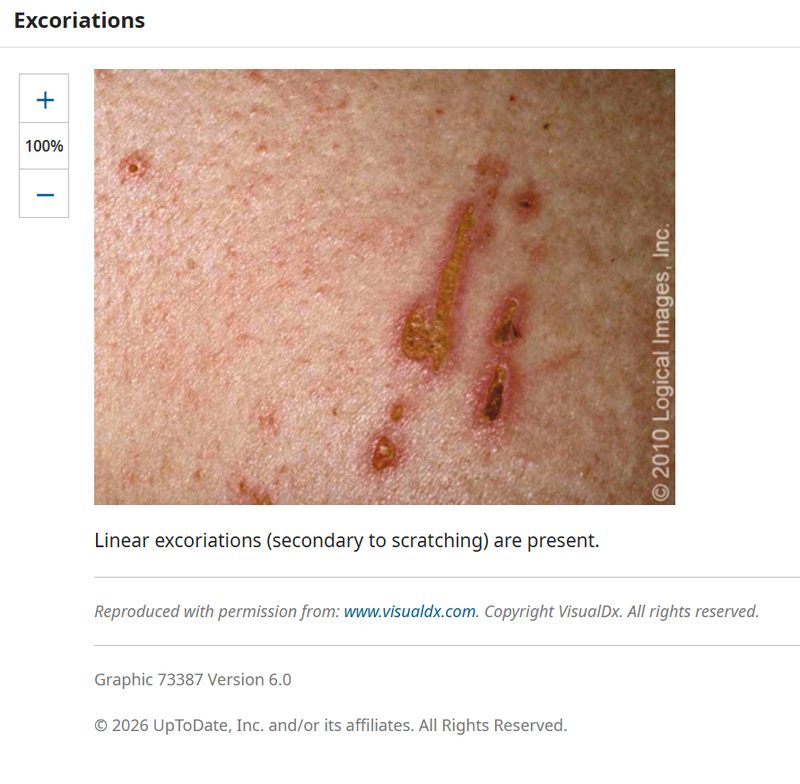 Excoriations
+
100%
−
© 2010 Logical Images, Inc.
Linear excoriations (secondary to scratching) are present.
Reproduced with permission from: www.visualdx.com. Copyright VisualDx. All rights reserved.
Graphic 73387 Version 6.0
© 2026 UpToDate, Inc. and/or its affiliates. All Rights Reserved.